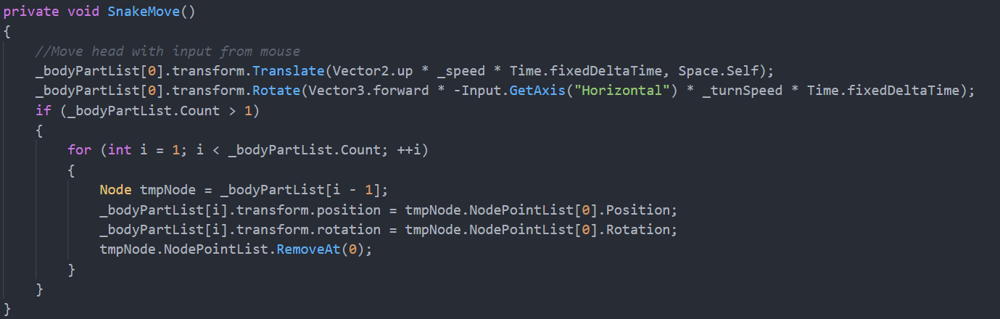 private void SnakeMove()
{
    //Move head with input from mouse
    _bodyPartList[0].transform.Translate(Vector2.up * _speed * Time.fixedDeltaTime, Space.Self);
    _bodyPartList[0].transform.Rotate(Vector3.forward * -Input.GetAxis("Horizontal") * _turnSpeed * Time.fixedDeltaTime);
    if (_bodyPartList.Count > 1)
    {
        for (int i = 1; i < _bodyPartList.Count; ++i)
        {
            Node tmpNode = _bodyPartList[i - 1];
            _bodyPartList[i].transform.position = tmpNode.NodePointList[0].Position;
            _bodyPartList[i].transform.rotation = tmpNode.NodePointList[0].Rotation;
            tmpNode.NodePointList.RemoveAt(0);
        }
    }
}